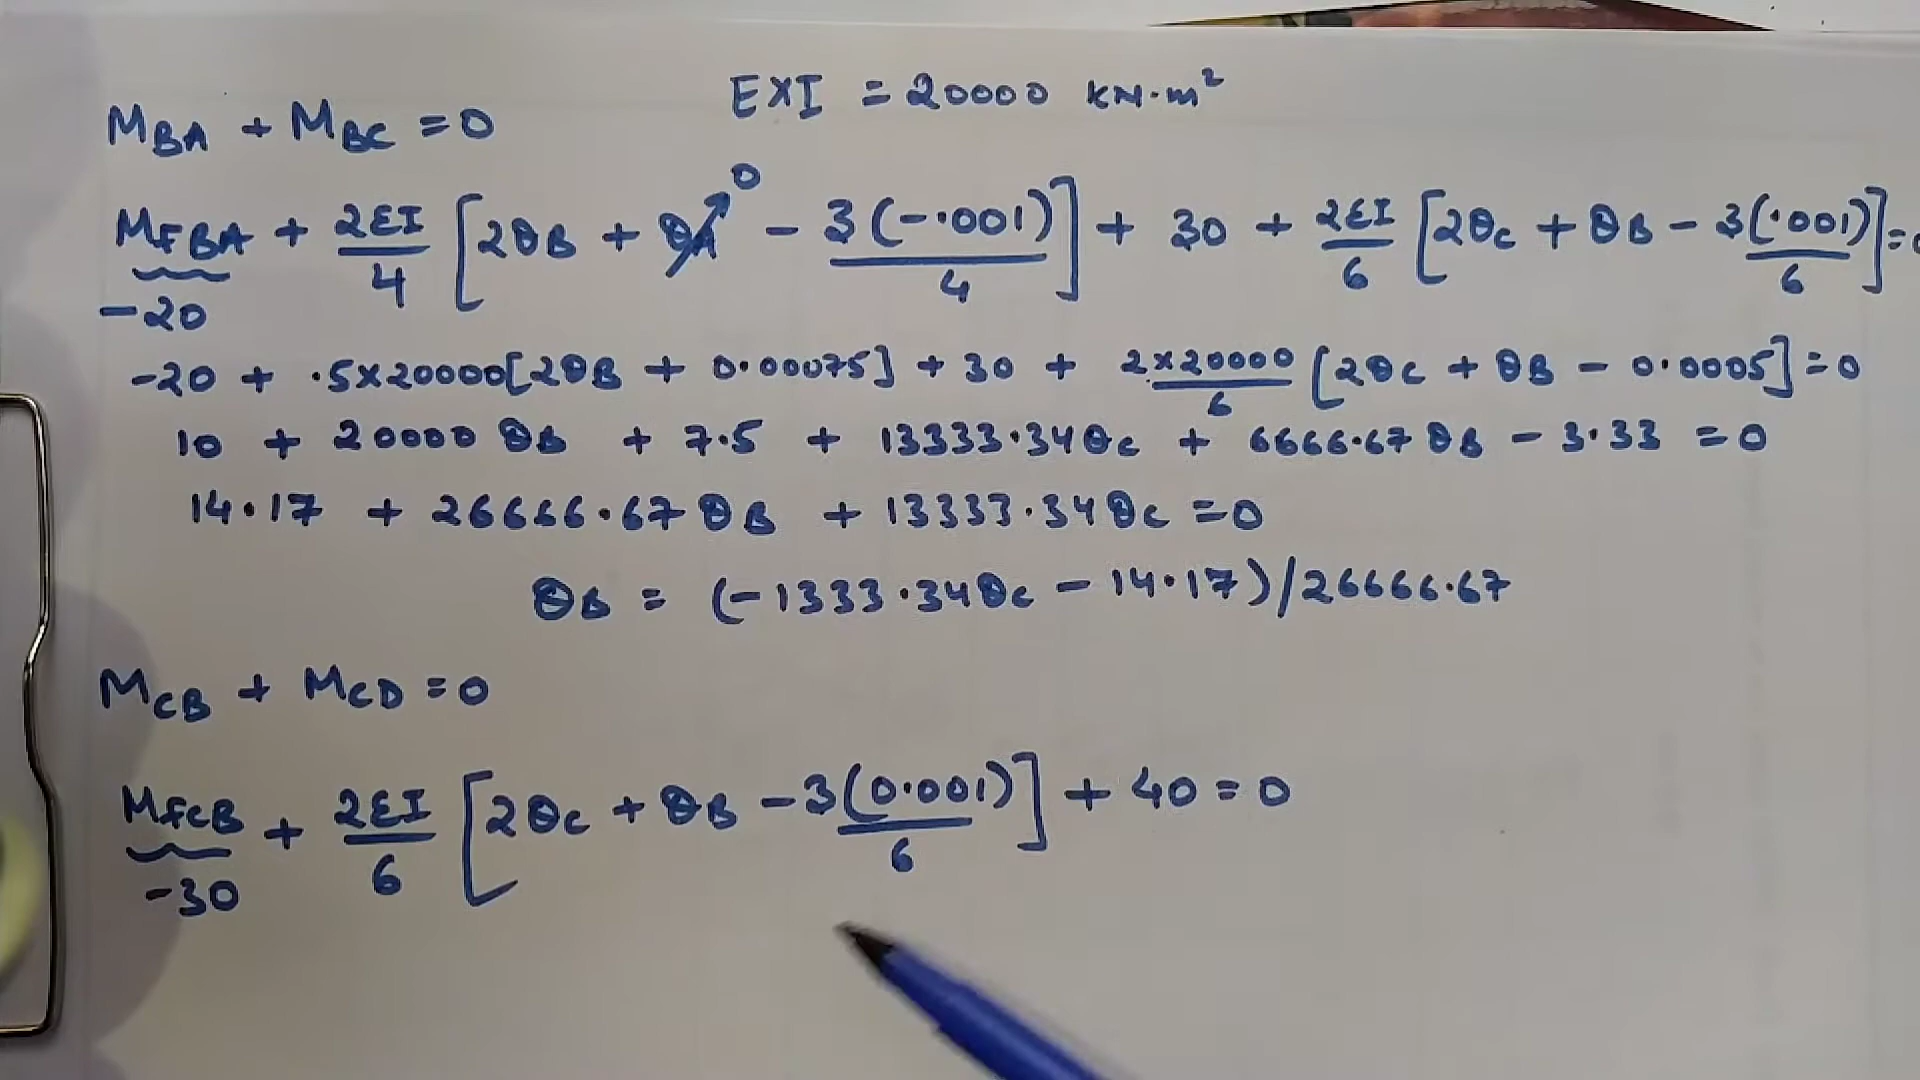 EXI = 20000 KN·m²
MBA + MBC = 0
MFBA + 2EI/4 [2θB + θA - 3(-·001)/4] + 30 + 2EI/6 [2θC + θB - 3(·001)/6] = 0
-20
-20 + ·5×20000[2θB + 0·00075] + 30 + 2×20000/6 [2θC + θB - 0·0005] = 0
10 + 20000 θB + 7·5 + 13333·34θC + 6666·67 θB - 3·33 = 0
14·17 + 26666·67 θB + 13333·34 θC = 0
θB = (-1333·34θC - 14·17)/26666·67
MCB + MCD = 0
MFCB + 2EI/6 [2θC + θB - 3(0·001)/6] + 40 = 0
-30